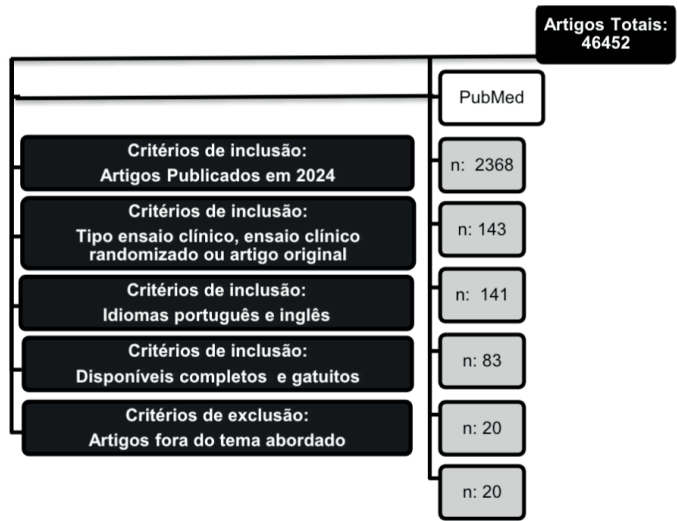 Artigos Totais:
46452
PubMed
Critérios de inclusão:
Artigos Publicados em 2024
n: 2368
Critérios de inclusão:
Tipo ensaio clínico, ensaio clínico
randomizado ou artigo original
n: 143
Critérios de inclusão:
Idiomas português e inglês
n: 141
Critérios de inclusão:
Disponíveis completos e gatuitos
n: 83
Critérios de exclusão:
Artigos fora do tema abordado
n: 20
n: 20